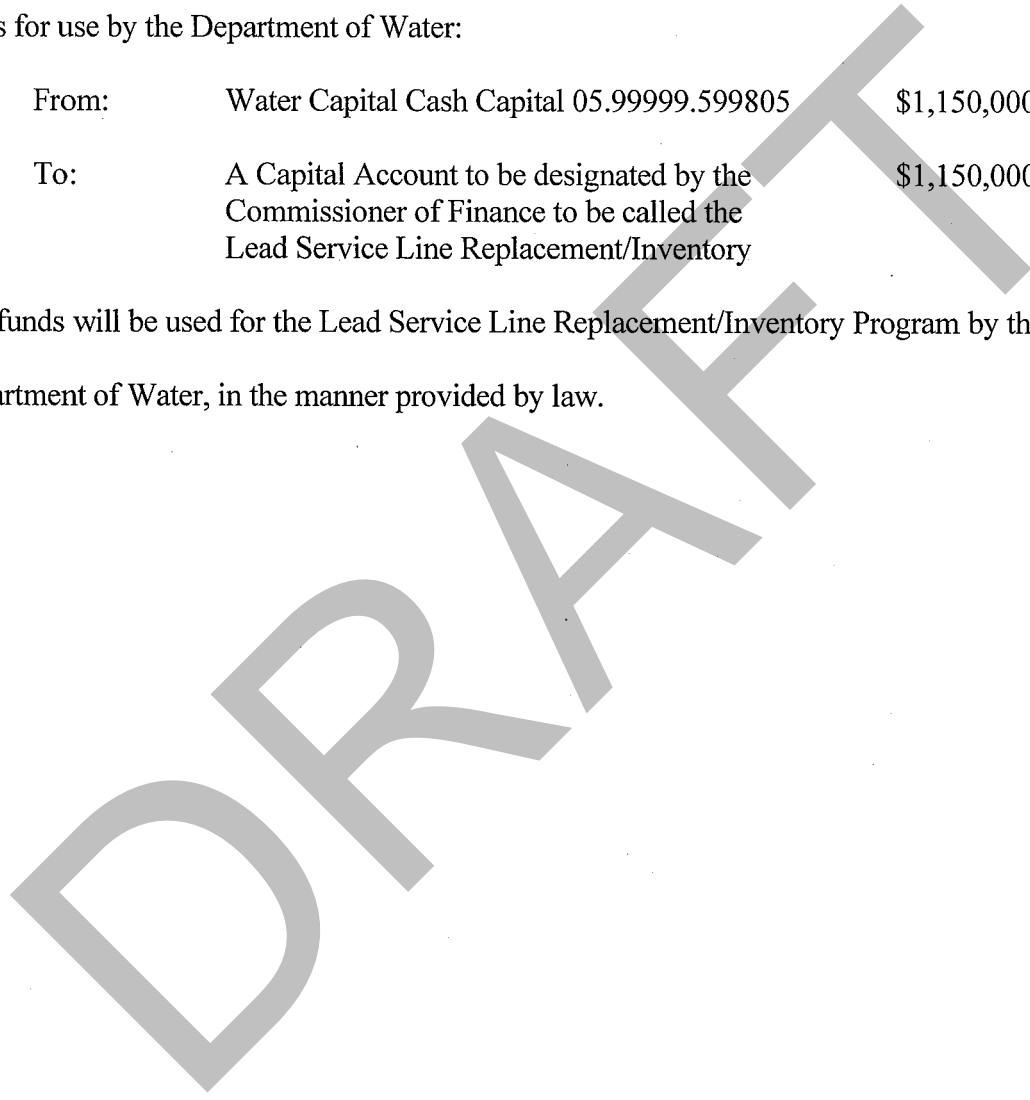 s for use by the Department of Water:
From: Water Capital Cash Capital 05.99999.599805 $1,150,000
To: A Capital Account to be designated by the $1,150,000
Commissioner of Finance to be called the
Lead Service Line Replacement/Inventory
funds will be used for the Lead Service Line Replacement/Inventory Program by th
artment of Water, in the manner provided by law.
DRAFT